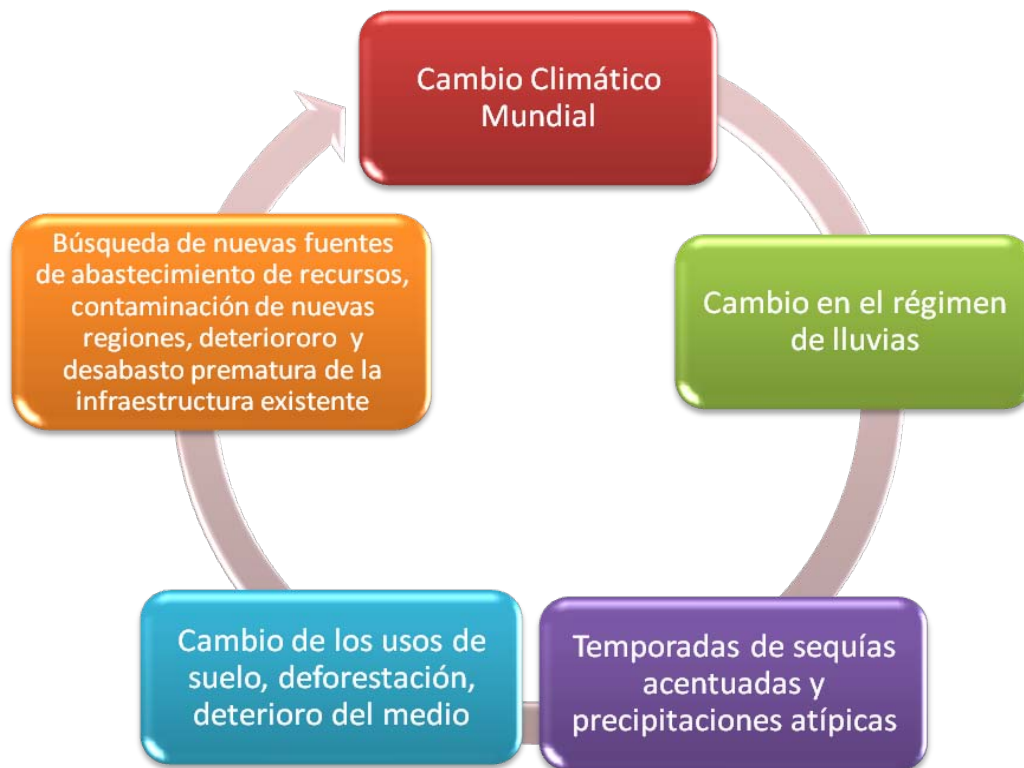 Cambio Climático
Mundial
Cambio en el régimen
de lluvias
Temporadas de sequías
acentuadas y
precipitaciones atípicas
Cambio de los usos de
suelo, deforestación,
deterioro del medio
Búsqueda de nuevas fuentes
de abastecimiento de recursos,
contaminación de nuevas
regiones, deteriororo y
desabasto prematura de la
infraestructura existente